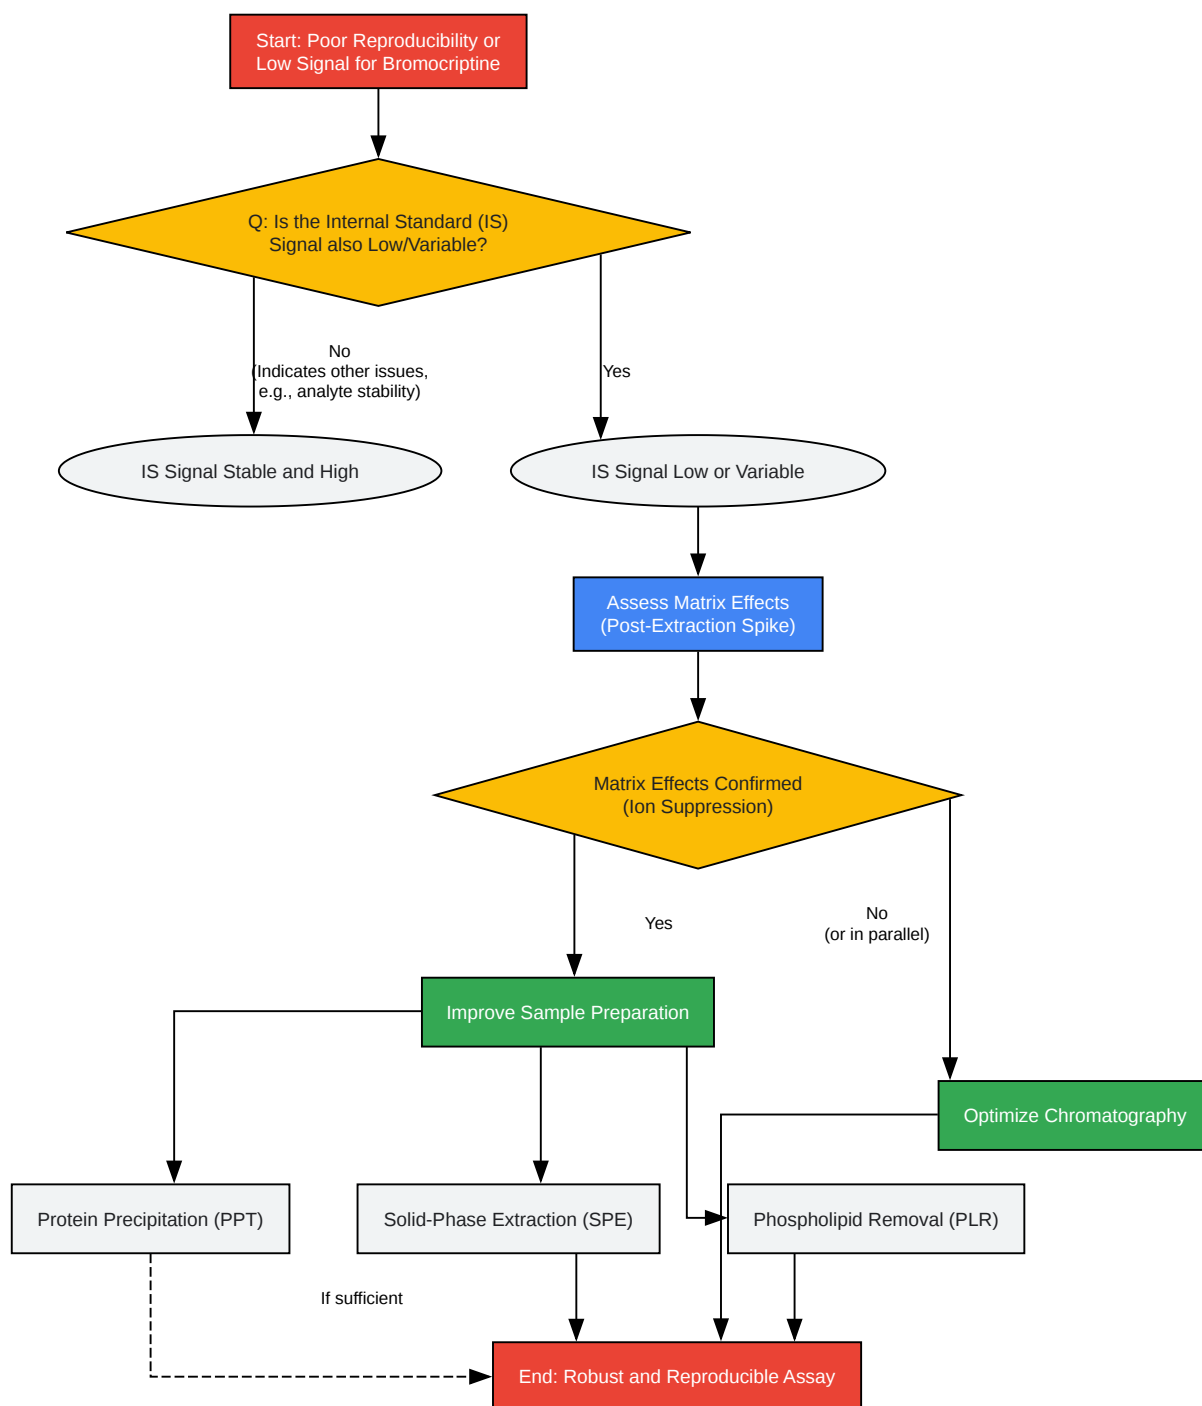 Start: Poor Reproducibility or
Low Signal for Bromocriptine
Q: Is the Internal Standard (IS)
Signal also Low/Variable?
No
(Indicates other issues,
e.g., analyte stability)
Yes
IS Signal Stable and High
IS Signal Low or Variable
Assess Matrix Effects
(Post-Extraction Spike)
Matrix Effects Confirmed
(Ion Suppression)
Yes
No
(or in parallel)
Improve Sample Preparation
Optimize Chromatography
Protein Precipitation (PPT)
Solid-Phase Extraction (SPE)
Phospholipid Removal (PLR)
If sufficient
End: Robust and Reproducible Assay